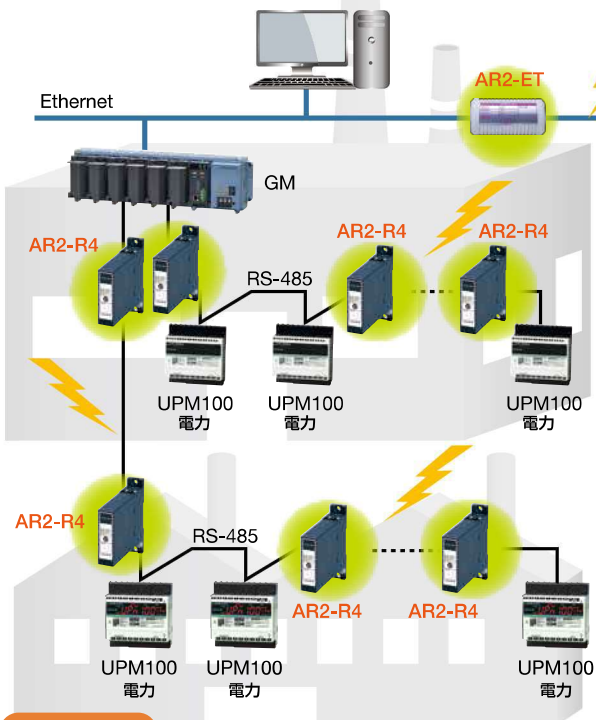 AR2-ET
Ethernet
GM
AR2-R4
AR2-R4
AR2-R4
RS-485
UPM100
電力
UPM100
電力
UPM100
電力
AR2-R4
RS-485
AR2-R4
AR2-R4
UPM100
電力
UPM100
電力
UPM100
電力